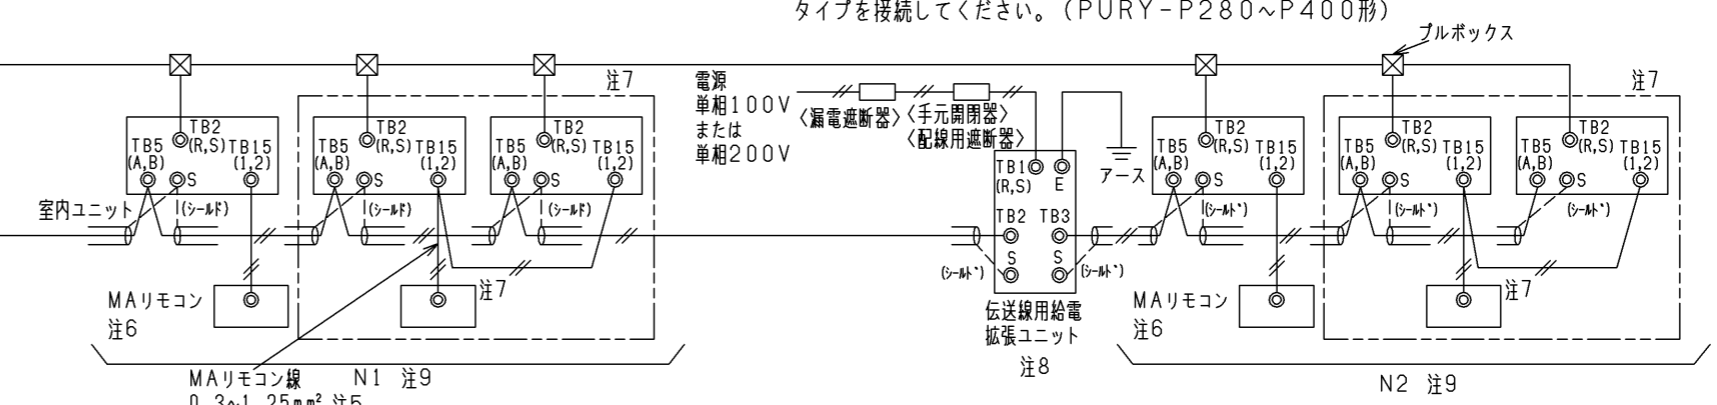 タイプを接続してください。（PURY-P280~P400形）
プルボックス
注7
注7
電源
単相100V
または
単相200V
〈漏電遮断器〉
〈手元開閉器〉
〈配線用遮断器〉
アース
TB2
(R,S)
TB5
(A,B)
TB15
(1,2)
S
(シールド)
TB2
(R,S)
TB5
(A,B)
TB15
(1,2)
S
(シールド)
TB2
(R,S)
TB5
(A,B)
TB15
(1,2)
S
(シールド)
TB1
(R,S)
E
TB2
TB3
S
S
(シールド)
(シールド)
TB2
(R,S)
TB5
(A,B)
TB15
(1,2)
S
(シールド)
TB2
(R,S)
TB5
(A,B)
TB15
(1,2)
S
(シールド)
TB2
(R,S)
TB5
(A,B)
TB15
(1,2)
S
(シールド)
室内ユニット
MAリモコン
注6
注7
伝送線用給電
拡張ユニット
注8
MAリモコン
注6
注7
MAリモコン線
0.3~1.25mm² 注5
N1 注9
N2 注9